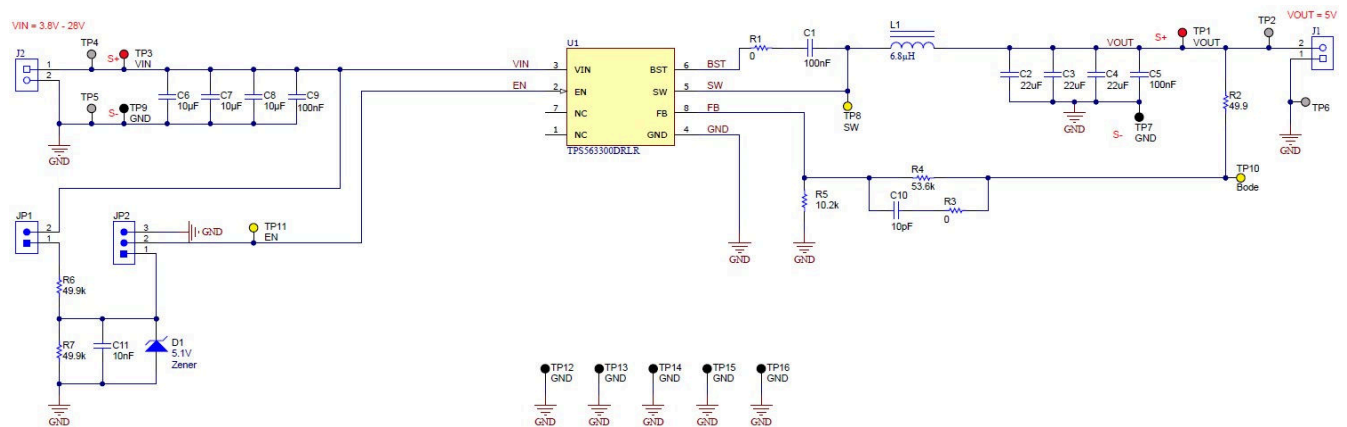 VIN = 3.8V - 28V
J2
1
2
TP4
S+
TP3
VIN
TP5
S-
TP9
GND
C6
10µF
C7
10µF
C8
10µF
C9
100nF
GND
VIN
EN
U1
3
VIN
2
EN
7
NC
1
NC
BST
6
SW
5
FB
8
GND
4
TPS563300DRLR
BST
SW
FB
GND
R1
0
C1
100nF
L1
6.8µH
TP8
SW
C2
22uF
C3
22uF
C4
22uF
C5
100nF
GND
VOUT
S+
TP1
VOUT
TP2
VOUT = 5V
J1
2
1
S-
TP7
GND
R2
49.9
TP6
GND
TP10
Bode
R4
53.6k
C10
10pF
R3
0
R5
10.2k
GND
GND
JP1
2
1
JP2
3
2
1
GND
TP11
EN
R6
49.9k
R7
49.9k
C11
10nF
D1
5.1V
Zener
GND
TP12
GND
TP13
GND
TP14
GND
TP15
GND
TP16
GND
GND
GND
GND
GND
GND